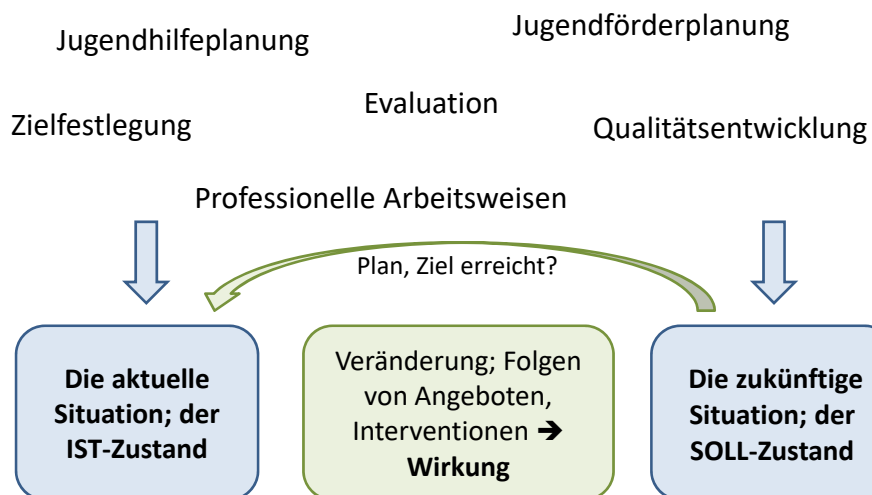 Jugendhilfeplanung
Jugendförderplanung
Evaluation
Zielfestlegung
Qualitätsentwicklung
Professionelle Arbeitsweisen
Plan, Ziel erreicht?
Die aktuelle
Situation; der
IST-Zustand
Veränderung; Folgen
von Angeboten,
Interventionen ➔
Wirkung
Die zukünftige
Situation; der
SOLL-Zustand